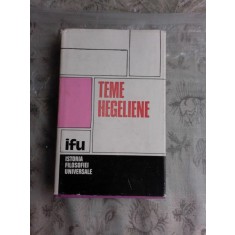 TEME
HEGELIENE
ifu
ISTORIA
FILOSOFIEI
UNIVERSALE